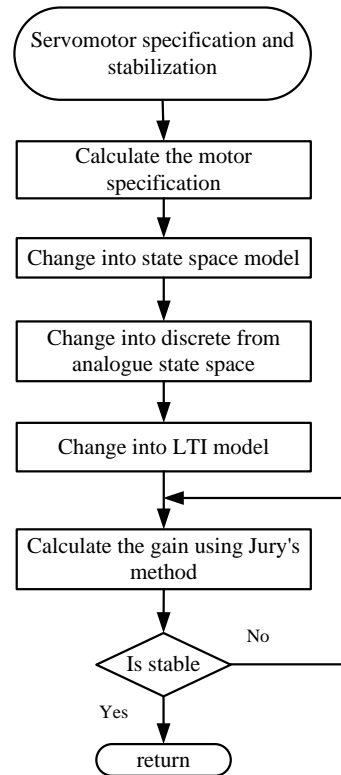 Servomotor specification and
stabilization
Calculate the motor
specification
Change into state space model
Change into discrete from
analogue state space
Change into LTI model
Calculate the gain using Jury's
method
No
Is stable
Yes
return